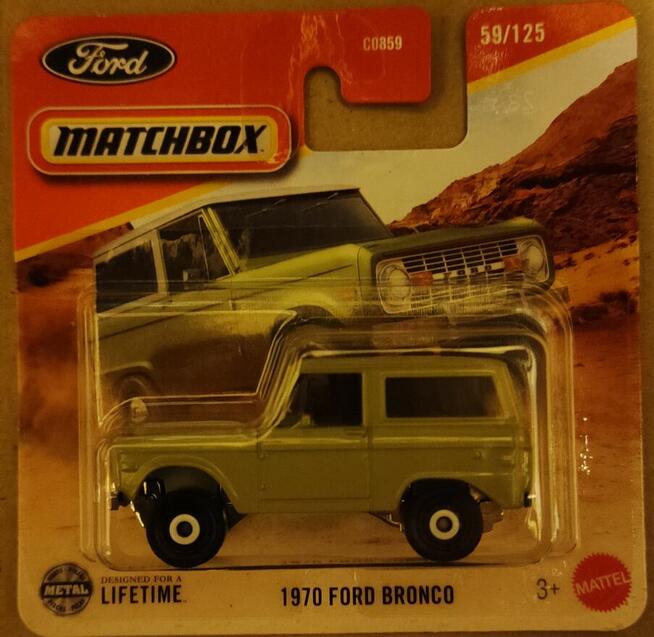 Ford
C0859
59/125
MATCHBOX
FORD
METAL
DESIGNED FOR A
LIFETIME
1970 FORD BRONCO
3+
MATTEL